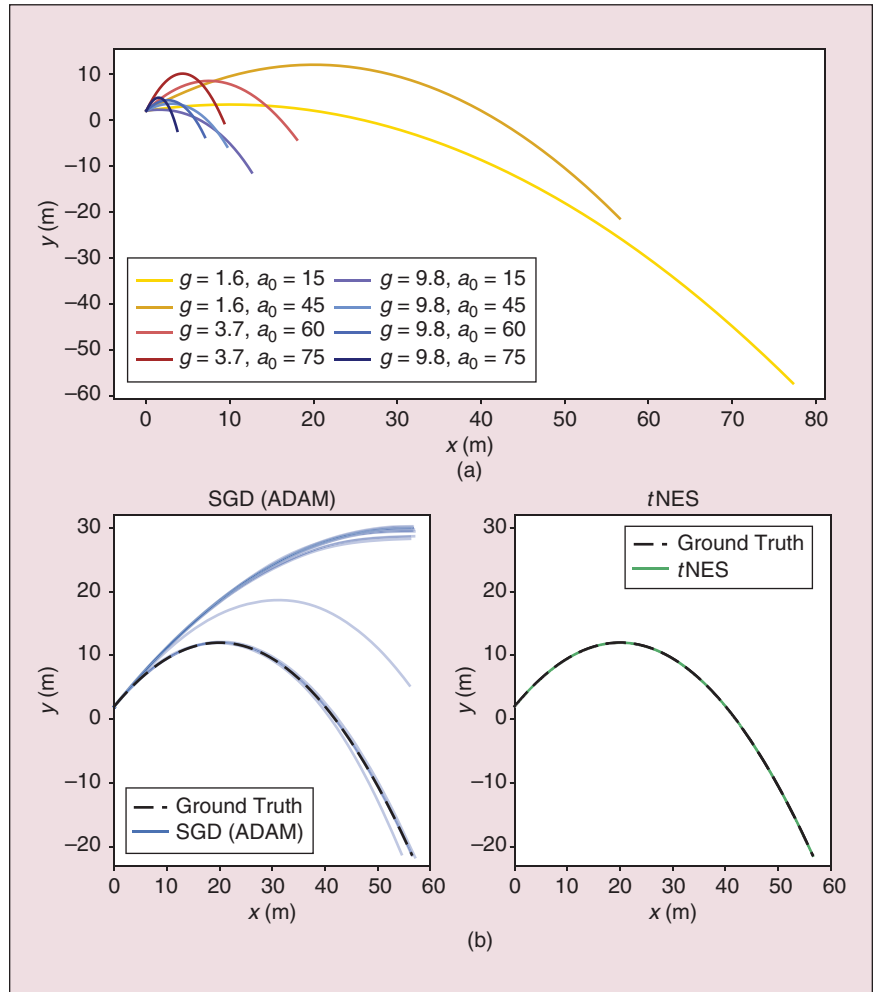 10
0
–10
–20
–30
–40
–50
–60
y (m)
g = 1.6, a0 = 15
g = 1.6, a0 = 45
g = 3.7, a0 = 60
g = 3.7, a0 = 75
g = 9.8, a0 = 15
g = 9.8, a0 = 45
g = 9.8, a0 = 60
g = 9.8, a0 = 75
0 10 20 30 40 50 60 70 80
x (m)
(a)
SGD (ADAM)
30
20
10
0
–10
–20
y (m)
Ground Truth
SGD (ADAM)
0 10 20 30 40 50 60
x (m)
tNES
30
20
10
0
–10
–20
y (m)
Ground Truth
tNES
0 10 20 30 40 50 60
x (m)
(b)